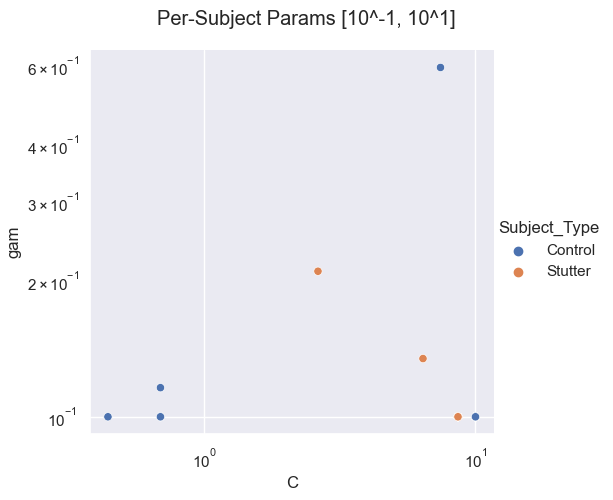 Per-Subject Params [10^-1, 10^1]
6 × 10⁻¹
4 × 10⁻¹
3 × 10⁻¹
2 × 10⁻¹
10⁻¹
gam
10⁰
10¹
C
Subject_Type
Control
Stutter